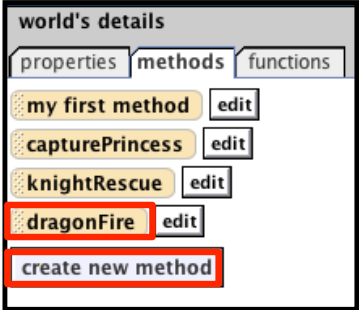 world's details
properties methods functions
my first method edit
capturePrincess edit
knightRescue edit
dragonFire edit
create new method